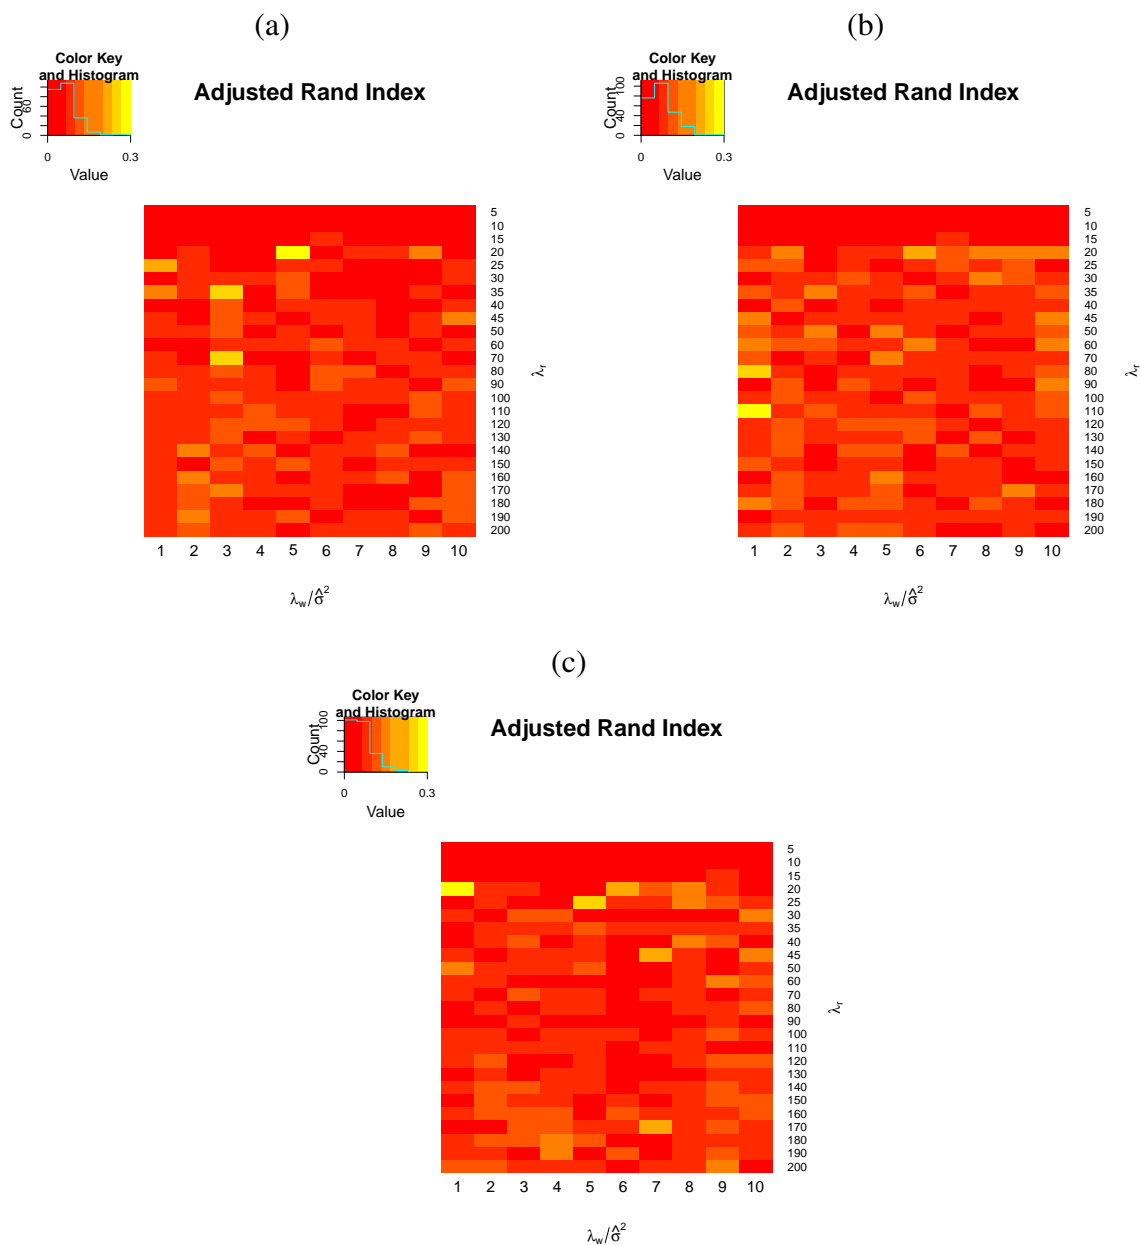 (a)
Color Key
and Histogram
Adjusted Rand Index
Count
0 60
0 0.3
Value
5
10
15
20
25
30
35
40
45
50
60
70
80
90
100
110
120
130
140
150
160
170
180
190
200
λr
1 2 3 4 5 6 7 8 9 10
λw/σ̂²
(b)
Color Key
and Histogram
Adjusted Rand Index
Count
0 40 100
0 0.3
Value
5
10
15
20
25
30
35
40
45
50
60
70
80
90
100
110
120
130
140
150
160
170
180
190
200
λr
1 2 3 4 5 6 7 8 9 10
λw/σ̂²
(c)
Color Key
and Histogram
Adjusted Rand Index
Count
0 40 100
0 0.3
Value
5
10
15
20
25
30
35
40
45
50
60
70
80
90
100
110
120
130
140
150
160
170
180
190
200
λr
1 2 3 4 5 6 7 8 9 10
λw/σ̂²